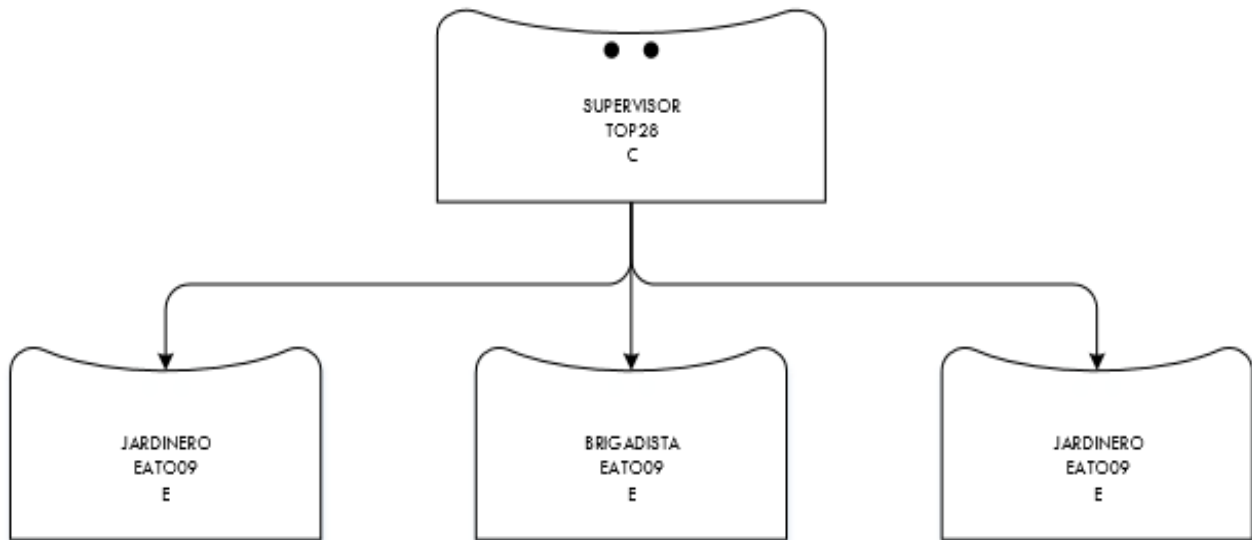 SUPERVISOR
TOP28
C
JARDINERO
EATO09
E
BRIGADISTA
EATO09
E
JARDINERO
EATO09
E